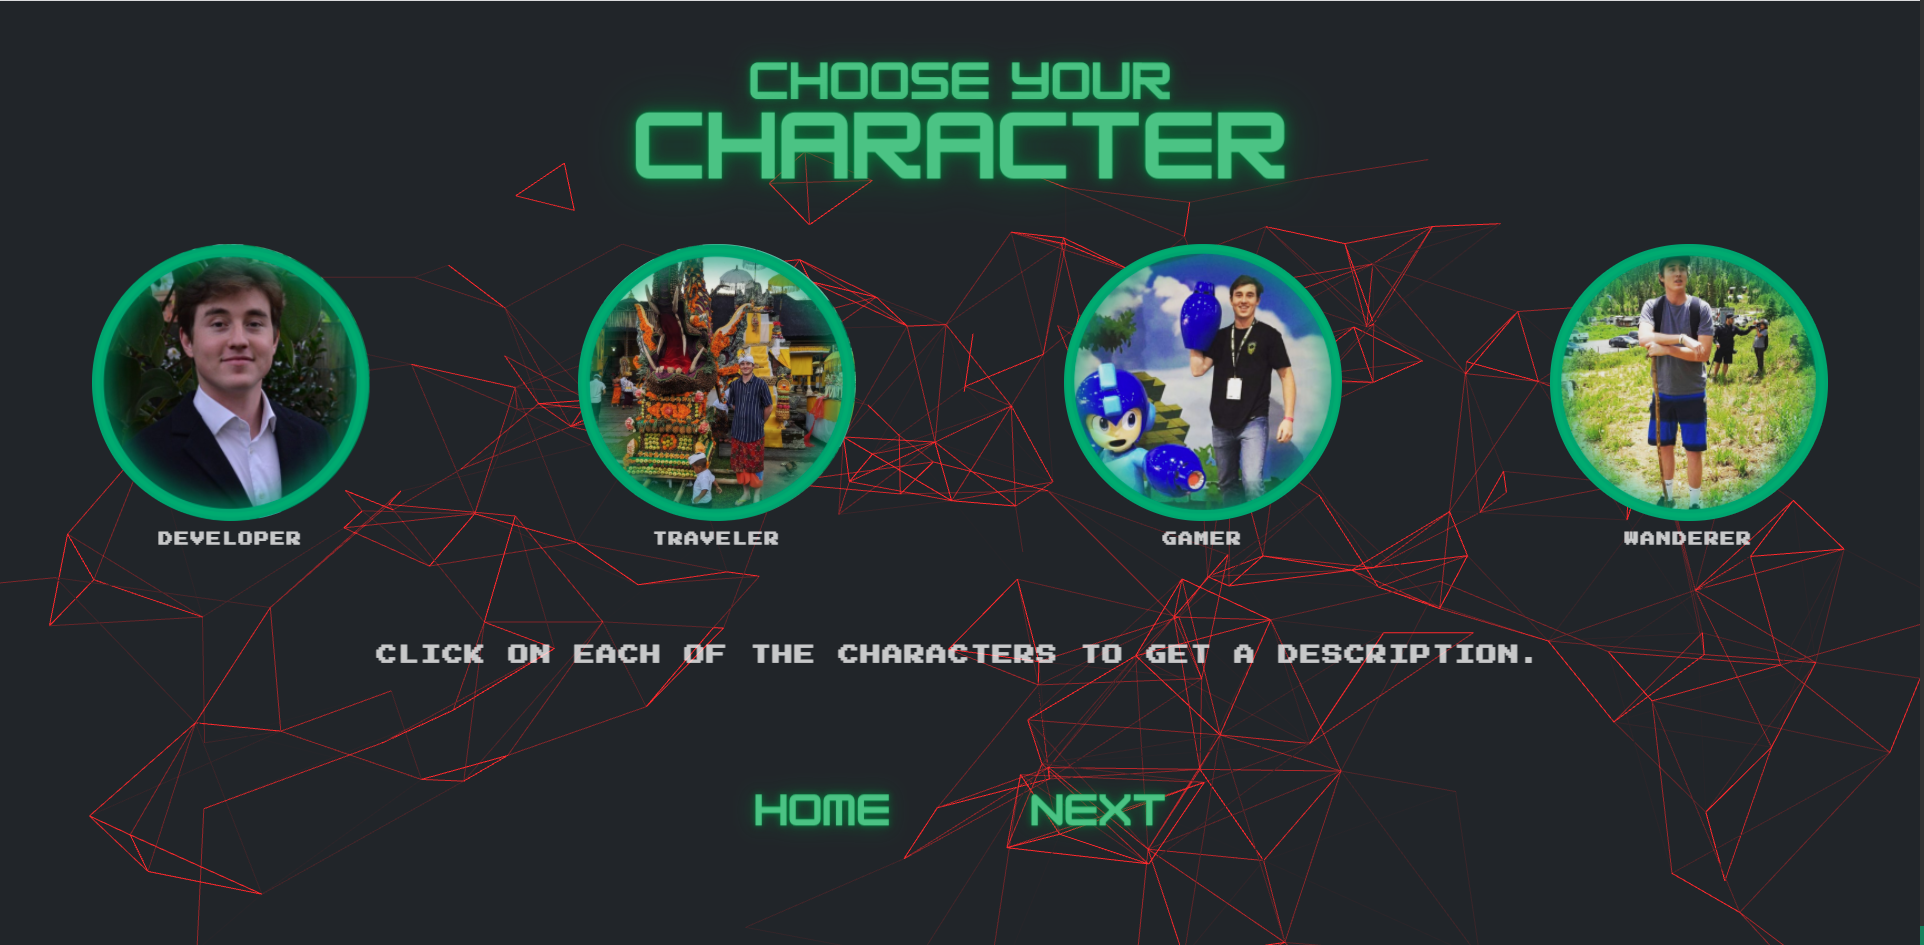 CHOOSE YOUR
CHARACTER
DEVELOPER
TRAVELER
GAMER
WANDERER
CLICK ON EACH OF THE CHARACTERS TO GET A DESCRIPTION.
HOME
NEXT